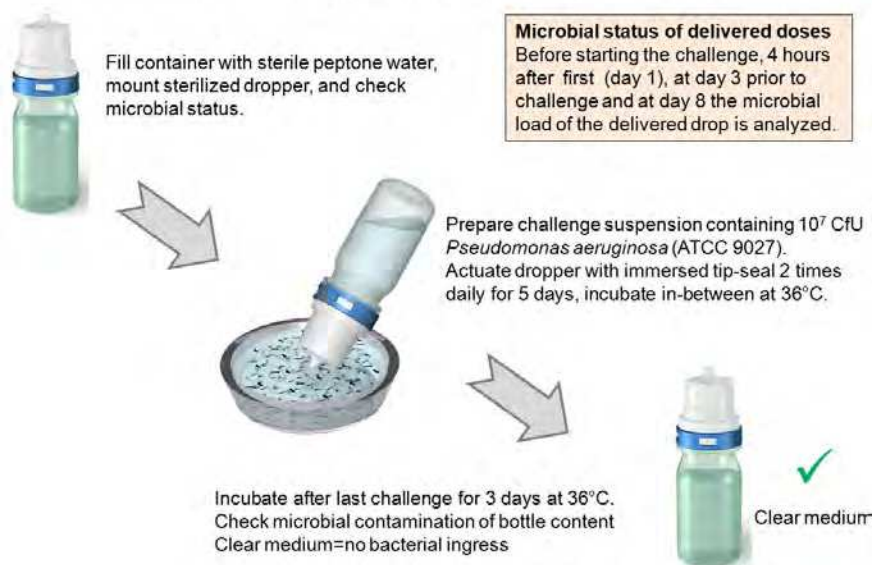 Fill container with sterile peptone water,
mount sterilized dropper, and check
microbial status.
Microbial status of delivered doses
Before starting the challenge, 4 hours
after first (day 1), at day 3 prior to
challenge and at day 8 the microbial
load of the delivered drop is analyzed.
Prepare challenge suspension containing 10⁷ CfU
Pseudomonas aeruginosa (ATCC 9027).
Actuate dropper with immersed tip-seal 2 times
daily for 5 days, incubate in-between at 36°C.
Incubate after last challenge for 3 days at 36°C.
Check microbial contamination of bottle content
Clear medium=no bacterial ingress
Clear medium